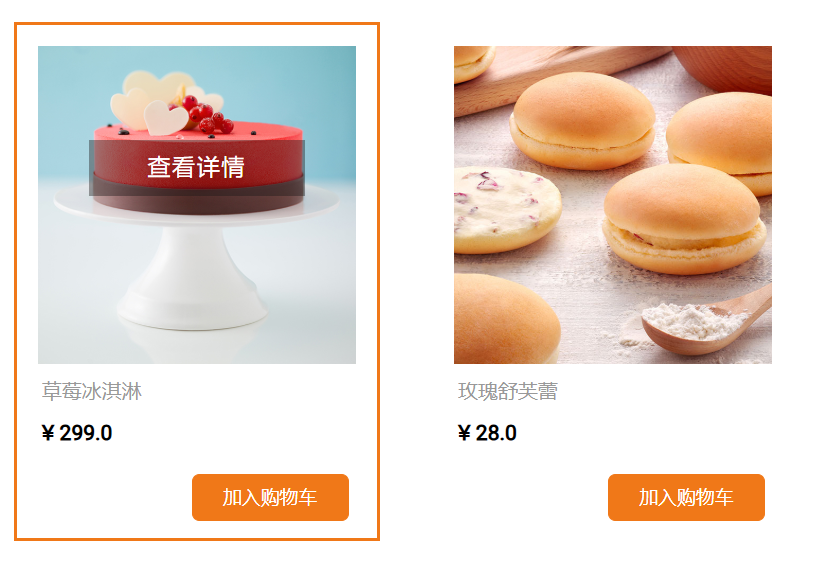 查看详情
草莓冰淇淋
¥ 299.0
加入购物车
玫瑰舒芙蕾
¥ 28.0
加入购物车